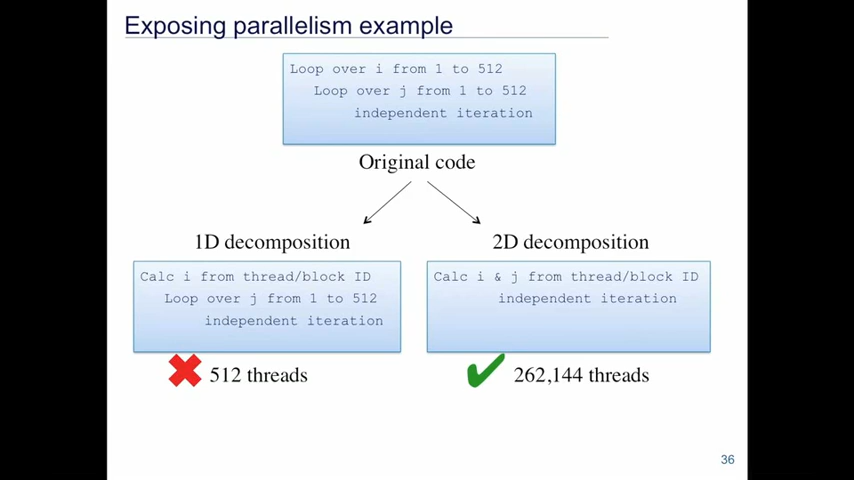 Exposing parallelism example
Loop over i from 1 to 512
Loop over j from 1 to 512
independent iteration
Original code
1D decomposition
Calc i from thread/block ID
Loop over j from 1 to 512
independent iteration
512 threads
2D decomposition
Calc i & j from thread/block ID
independent iteration
262,144 threads
36